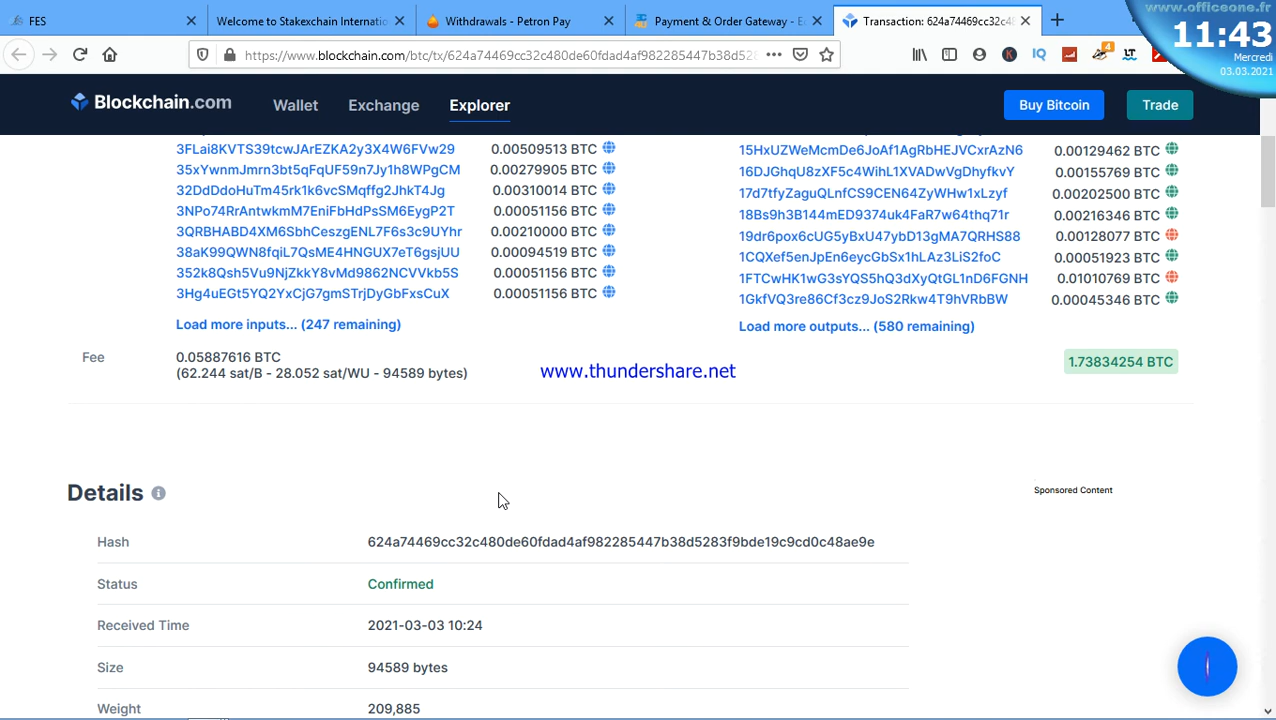 FES
Welcome to Stakexchain Internatio
Withdrawals - Petron Pay
Payment & Order Gateway - Ec
Transaction: 624a74469cc32c48
www.officeone.fr
11:43
Mercredi
03.03.2021
https://www.blockchain.com/btc/tx/624a74469cc32c480de60fdad4af982285447b38d52
Blockchain.com
Wallet
Exchange
Explorer
Buy Bitcoin
Trade
3FLai8KVTS39tcwJArEZKA2y3X4W6FVw29 0.00509513 BTC
35xYwnmJmrn3bt5qFqUF59n7Jy1h8WPgCM 0.00279905 BTC
32DdDdoHuTm45rk1k6vcSMqffg2JhkT4Jg 0.00310014 BTC
3NPo74RrAntwkmM7EniFbHdPsSM6EygP2T 0.00051156 BTC
3QRBHABD4XM6SbhCeszgENL7F6s3c9UYhr 0.00210000 BTC
38aK99QWN8fqiL7QsME4HNGUX7eT6gsjUU 0.00094519 BTC
352k8Qsh5Vu9NjZkkY8vMd9862NCVVkb5S 0.00051156 BTC
3Hg4uEGt5YQ2YxCjG7gmSTrjDyGbFxsCuX 0.00051156 BTC
Load more inputs... (247 remaining)
15HxUZWeMcmDe6JoAf1AgRbHEJVCxrAzN6 0.00129462 BTC
16DJGhqU8zXF5c4WihL1XVADwVgDhyfkvY 0.00155769 BTC
17d7tfyZaguQLnfCS9CEN64ZyWHw1xLzyf 0.00202500 BTC
18Bs9h3B144mED9374uk4FaR7w64thq71r 0.00216346 BTC
19dr6pox6cUG5yBxU47ybD13gMA7QRHS88 0.00128077 BTC
1CQXef5enJpEn6eycGbSx1hLAz3LiS2foC 0.00051923 BTC
1FTCwHK1wG3sYQS5hQ3dXyQtGL1nD6FGNH 0.01010769 BTC
1GkfVQ3re86Cf3cz9JoS2Rkw4T9hVRbBW 0.00045346 BTC
Load more outputs... (580 remaining)
Fee
0.05887616 BTC
(62.244 sat/B - 28.052 sat/WU - 94589 bytes)
www.thundershare.net
1.73834254 BTC
Details
Sponsored Content
Hash 624a74469cc32c480de60fdad4af982285447b38d5283f9bde19c9cd0c48ae9e
Status Confirmed
Received Time 2021-03-03 10:24
Size 94589 bytes
Weight 209,885